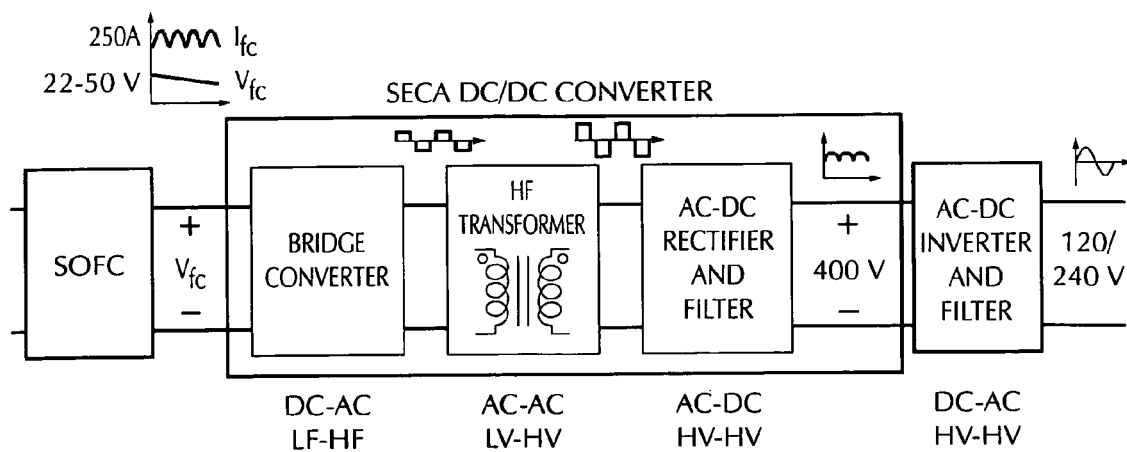 250A
I_fc
22-50 V
V_fc
SECA DC/DC CONVERTER
SOFC
+
V_fc
−
BRIDGE
CONVERTER
HF
TRANSFORMER
AC-DC
RECTIFIER
AND
FILTER
+
400 V
−
AC-DC
INVERTER
AND
FILTER
120/
240 V
DC-AC
LF-HF
AC-AC
LV-HV
AC-DC
HV-HV
DC-AC
HV-HV